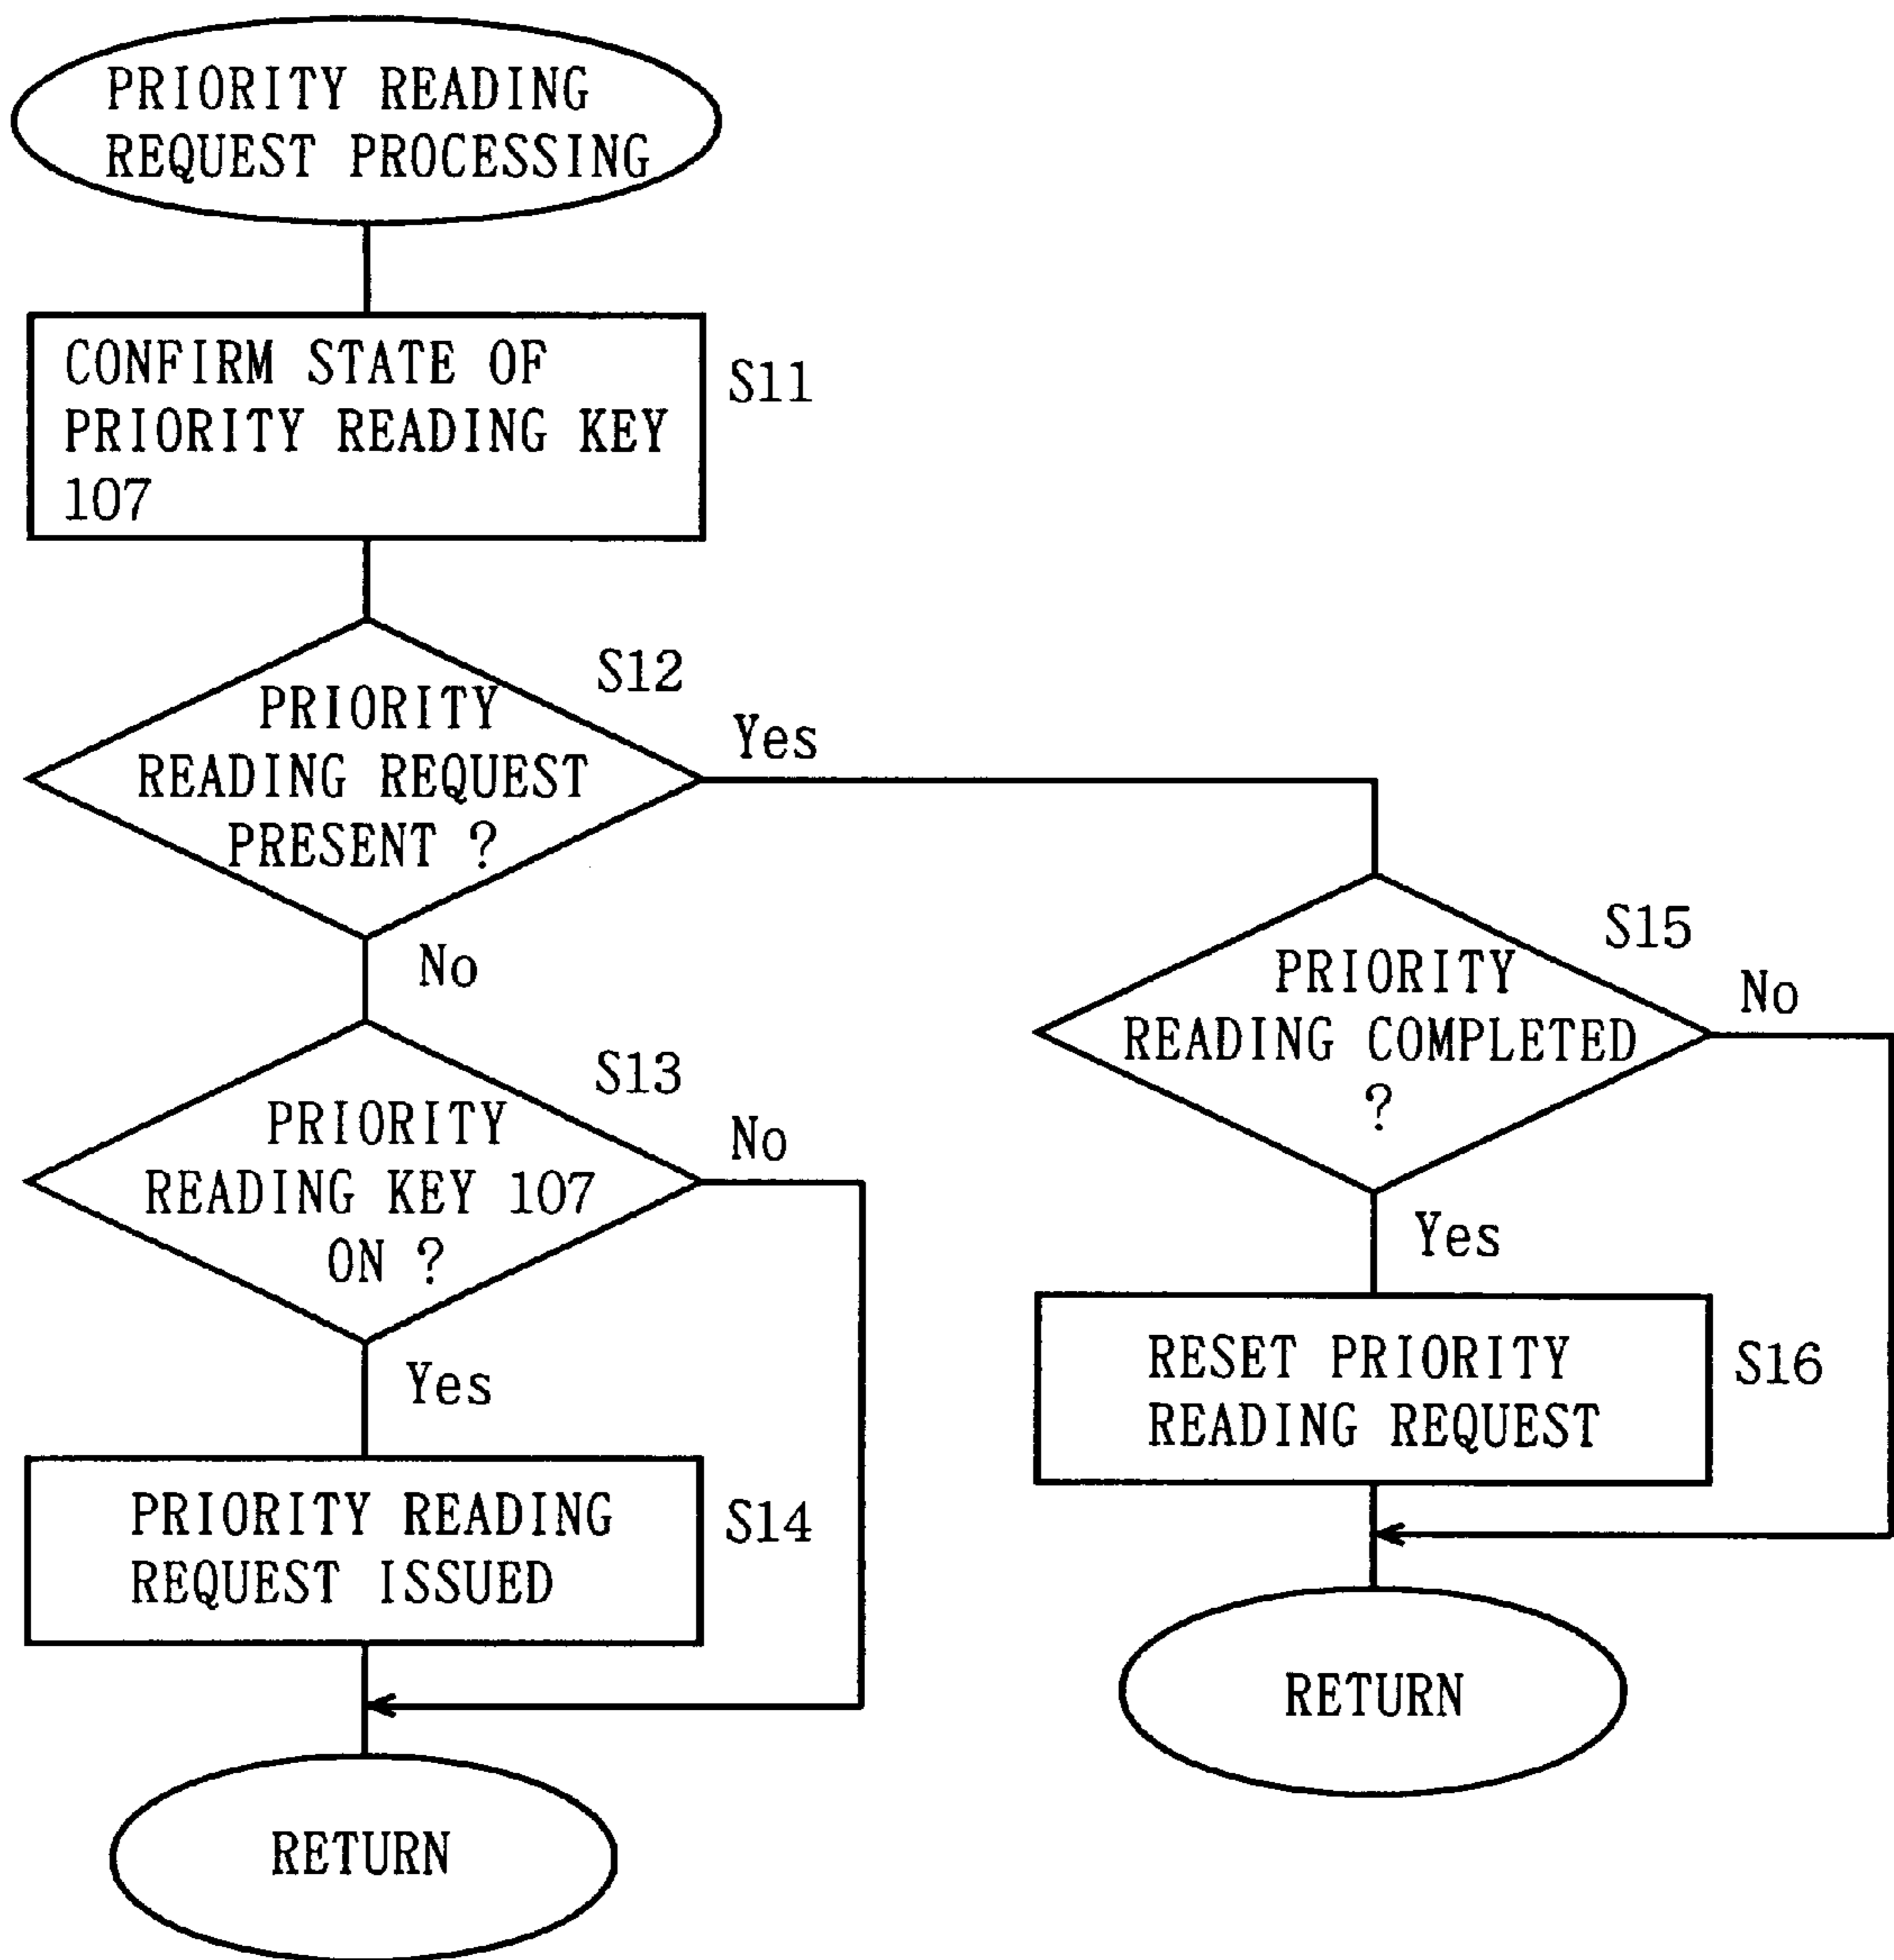 PRIORITY READING
REQUEST PROCESSING
CONFIRM STATE OF
PRIORITY READING KEY
107
S11
S12
PRIORITY
READING REQUEST
PRESENT ?
Yes
No
S13
PRIORITY
READING KEY 107
ON ?
No
Yes
PRIORITY READING
REQUEST ISSUED
S14
RETURN
S15
PRIORITY
READING COMPLETED
?
No
Yes
RESET PRIORITY
READING REQUEST
S16
RETURN